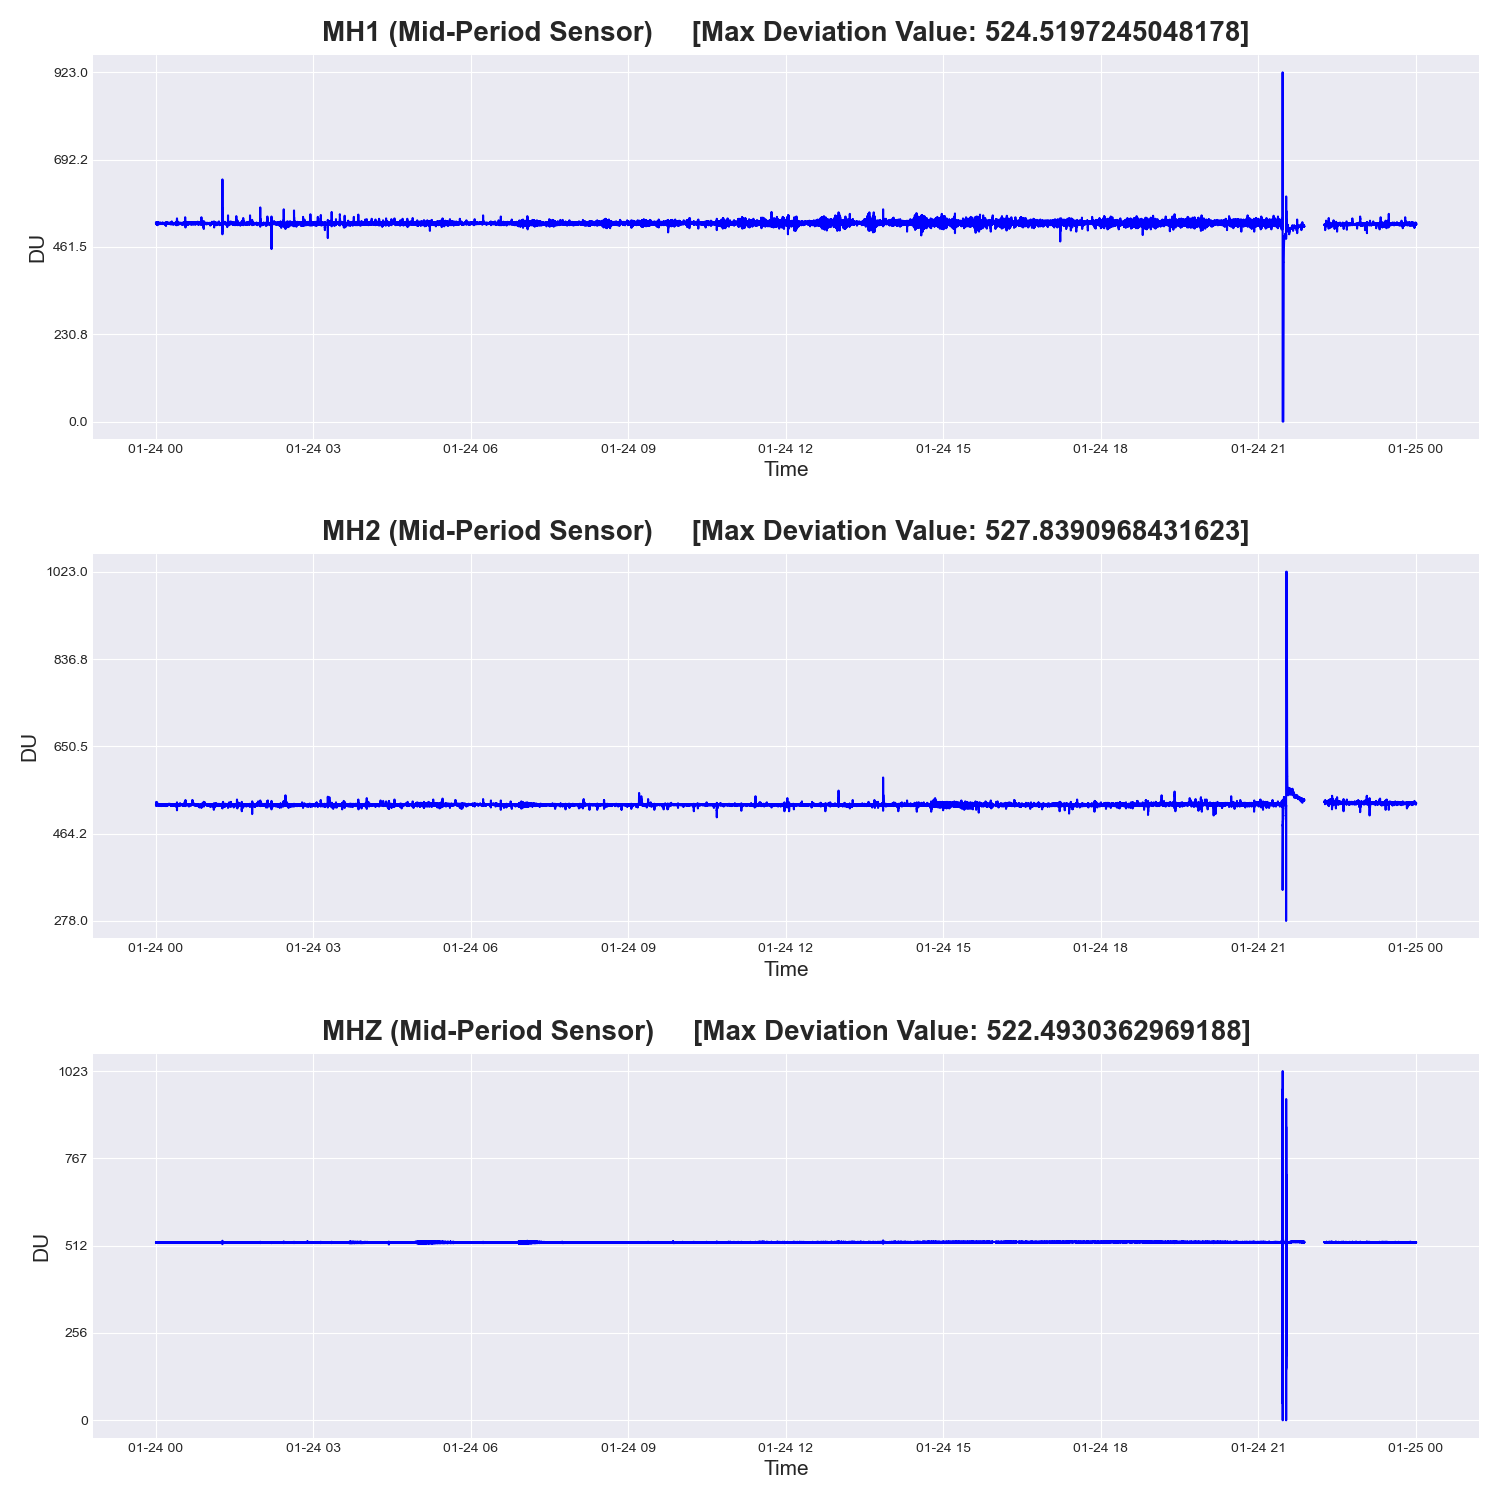 MH1 (Mid-Period Sensor) [Max Deviation Value: 524.5197245048178]
923.0
692.2
461.5
230.8
0.0
DU
01-24 00 01-24 03 01-24 06 01-24 09 01-24 12 01-24 15 01-24 18 01-24 21 01-25 00
Time
MH2 (Mid-Period Sensor) [Max Deviation Value: 527.8390968431623]
1023.0
836.8
650.5
464.2
278.0
DU
01-24 00 01-24 03 01-24 06 01-24 09 01-24 12 01-24 15 01-24 18 01-24 21 01-25 00
Time
MHZ (Mid-Period Sensor) [Max Deviation Value: 522.4930362969188]
1023
767
512
256
0
DU
01-24 00 01-24 03 01-24 06 01-24 09 01-24 12 01-24 15 01-24 18 01-24 21 01-25 00
Time